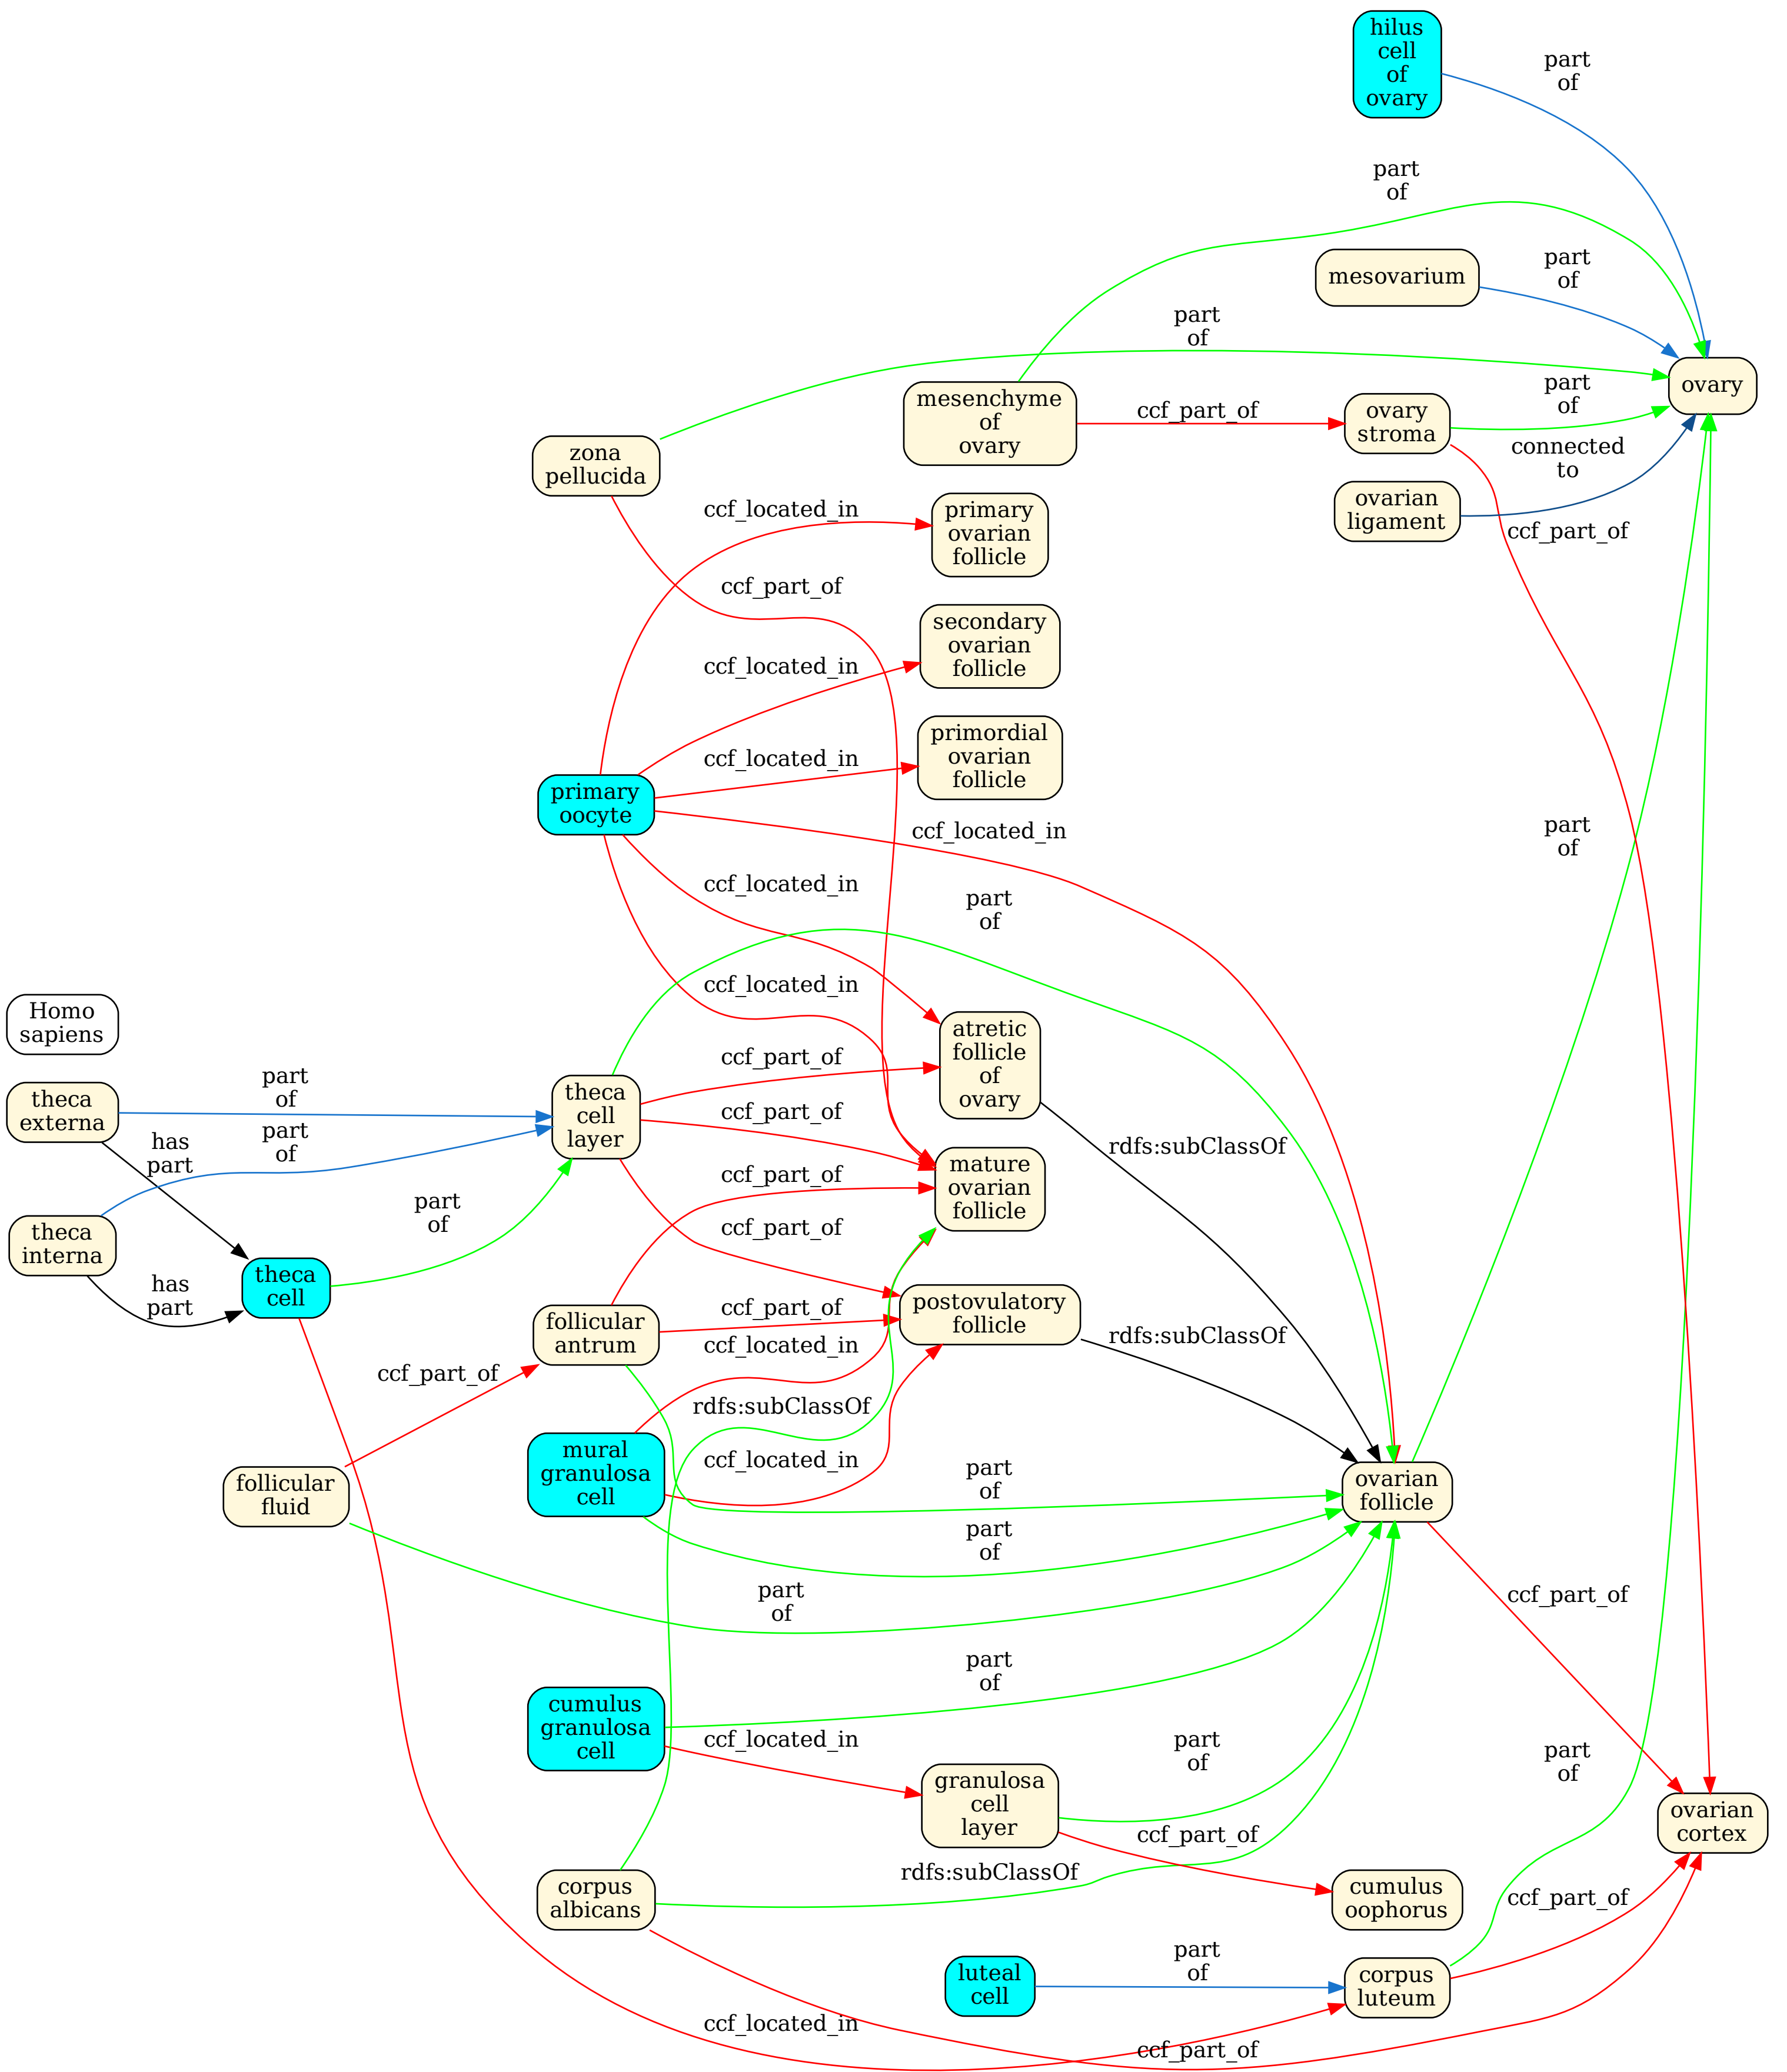 hilus
cell
of
ovary
part
of
part
of
mesovarium
part
of
part
of
ovary
mesenchyme
of
ovary
ccf_part_of
ovary
stroma
part
of
zona
pellucida
connected
to
ovarian
ligament
ccf_part_of
ccf_located_in
primary
ovarian
follicle
ccf_part_of
secondary
ovarian
follicle
ccf_located_in
primordial
ovarian
follicle
ccf_located_in
primary
oocyte
ccf_located_in
part
of
ccf_located_in
part
of
ccf_located_in
Homo
sapiens
atretic
follicle
of
ovary
theca
externa
part
of
theca
cell
layer
ccf_part_of
ccf_part_of
has
part
part
of
rdfs:subClassOf
mature
ovarian
follicle
ccf_part_of
theca
interna
part
of
ccf_part_of
has
part
theca
cell
postovulatory
follicle
follicular
antrum
ccf_part_of
ccf_located_in
rdfs:subClassOf
ccf_part_of
rdfs:subClassOf
mural
granulosa
cell
ccf_located_in
follicular
fluid
part
of
ovarian
follicle
part
of
part
of
ccf_part_of
cumulus
granulosa
cell
part
of
ccf_located_in
granulosa
cell
layer
part
of
part
of
ovarian
cortex
ccf_part_of
corpus
albicans
rdfs:subClassOf
cumulus
oophorus
ccf_part_of
luteal
cell
part
of
corpus
luteum
ccf_located_in
ccf_part_of